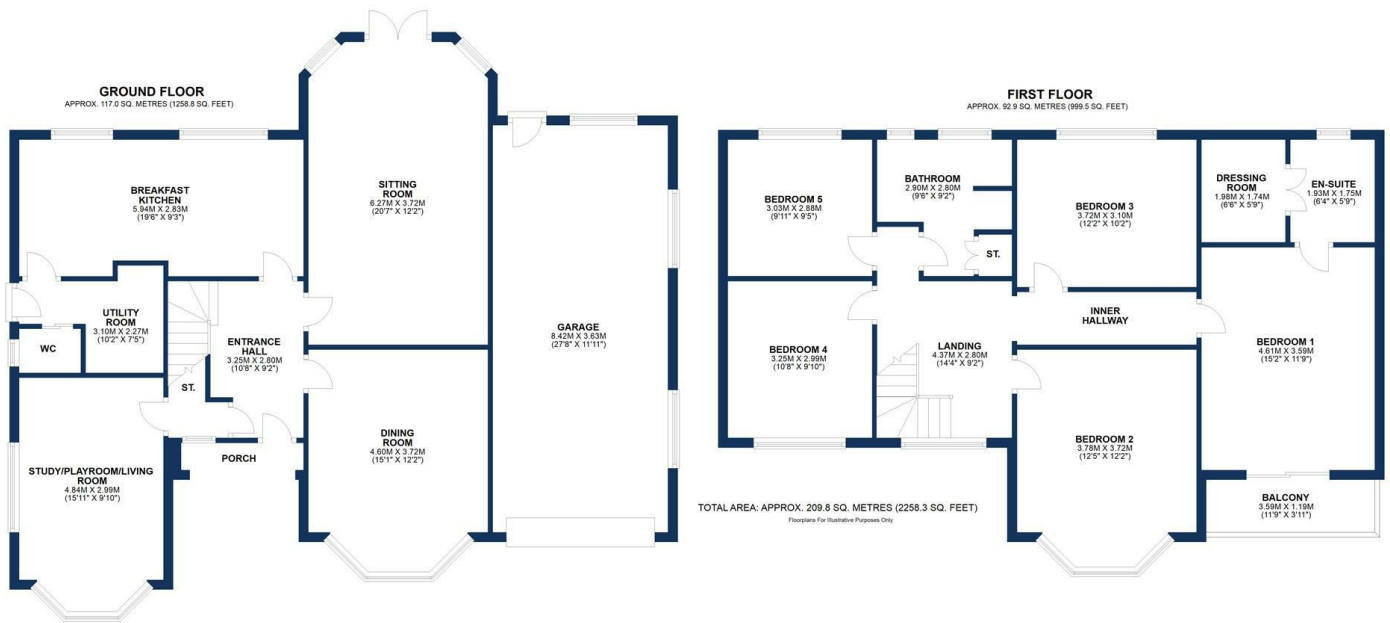 GROUND FLOOR
APPROX. 117.0 SQ. METRES (1258.8 SQ. FEET)
BREAKFAST
KITCHEN
5.94M X 2.83M
(19'6" X 9'3")
SITTING
ROOM
6.27M X 3.72M
(20'7" X 12'2")
UTILITY
ROOM
3.10M X 2.27M
(10'2" X 7'5")
WC
ENTRANCE
HALL
3.25M X 2.80M
(10'8" X 9'2")
ST.
GARAGE
8.42M X 3.63M
(27'8" X 11'11")
STUDY/PLAYROOM/LIVING
ROOM
4.84M X 2.99M
(15'11" X 9'10")
PORCH
DINING
ROOM
4.60M X 3.72M
(15'1" X 12'2")
FIRST FLOOR
APPROX. 92.9 SQ. METRES (999.5 SQ. FEET)
BEDROOM 5
3.03M X 2.88M
(9'11" X 9'5")
BATHROOM
2.90M X 2.80M
(9'6" X 9'2")
ST.
BEDROOM 3
3.72M X 3.10M
(12'2" X 10'2")
DRESSING
ROOM
1.98M X 1.74M
(6'6" X 5'9")
EN-SUITE
1.93M X 1.75M
(6'4" X 5'9")
INNER
HALLWAY
BEDROOM 4
3.25M X 2.99M
(10'8" X 9'10")
LANDING
4.37M X 2.80M
(14'4" X 9'2")
BEDROOM 1
4.61M X 3.59M
(15'2" X 11'9")
BEDROOM 2
3.78M X 3.72M
(12'5" X 12'2")
BALCONY
3.59M X 1.19M
(11'9" X 3'11")
TOTAL AREA: APPROX. 209.8 SQ. METRES (2258.3 SQ. FEET)
Floorplans For Illustrative Purposes Only